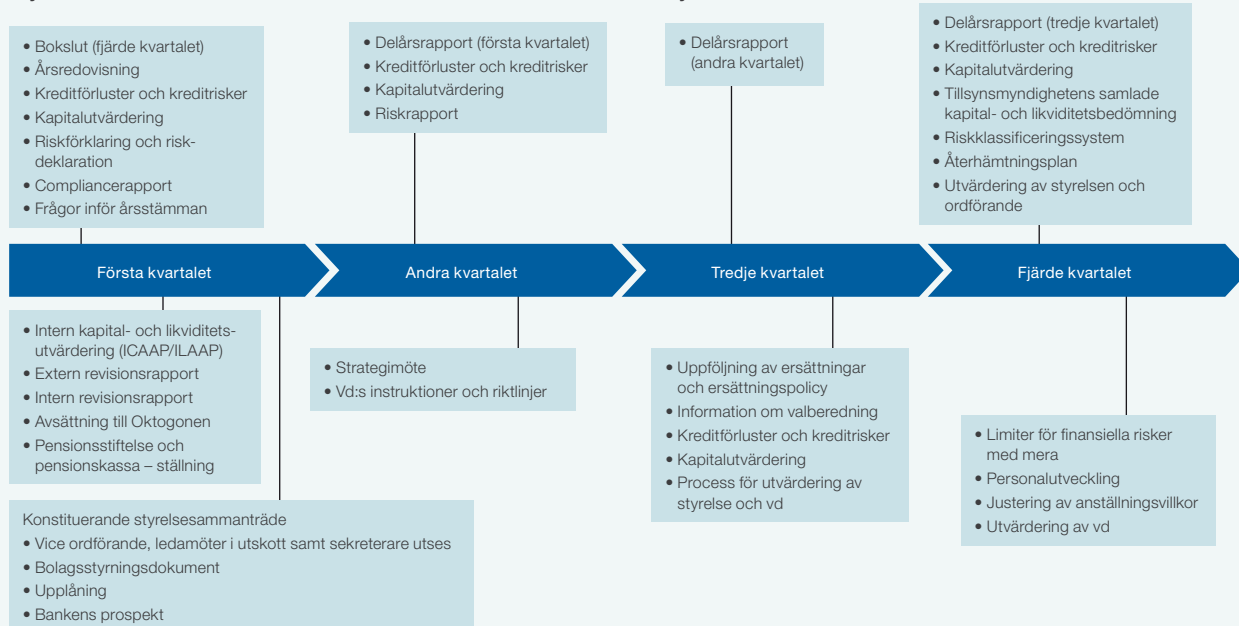 • Bokslut (fjärde kvartalet)
• Årsredovisning
• Kreditförluster och kreditrisker
• Kapitalutvärdering
• Riskförklaring och risk-
deklaration
• Compliancerapport
• Frågor inför årsstämman
• Delårsrapport (första kvartalet)
• Kreditförluster och kreditrisker
• Kapitalutvärdering
• Riskrapport
• Delårsrapport
(andra kvartalet)
• Delårsrapport (tredje kvartalet)
• Kreditförluster och kreditrisker
• Kapitalutvärdering
• Tillsynsmyndighetens samlade
kapital- och likviditetsbedömning
• Riskklassificeringssystem
• Återhämtningsplan
• Utvärdering av styrelsen och
ordförande
Första kvartalet
Andra kvartalet
Tredje kvartalet
Fjärde kvartalet
• Intern kapital- och likviditets-
utvärdering (ICAAP/ILAAP)
• Extern revisionsrapport
• Intern revisionsrapport
• Avsättning till Oktogonen
• Pensionsstiftelse och
pensionskassa – ställning
Konstituerande styrelsesammanträde
• Vice ordförande, ledamöter i utskott samt sekreterare utses
• Bolagsstyrningsdokument
• Upplåning
• Bankens prospekt
• Strategimöte
• Vd:s instruktioner och riktlinjer
• Uppföljning av ersättningar
och ersättningspolicy
• Information om valberedning
• Kreditförluster och kreditrisker
• Kapitalutvärdering
• Process för utvärdering av
styrelse och vd
• Limiter för finansiella risker
med mera
• Personalutveckling
• Justering av anställningsvillkor
• Utvärdering av vd